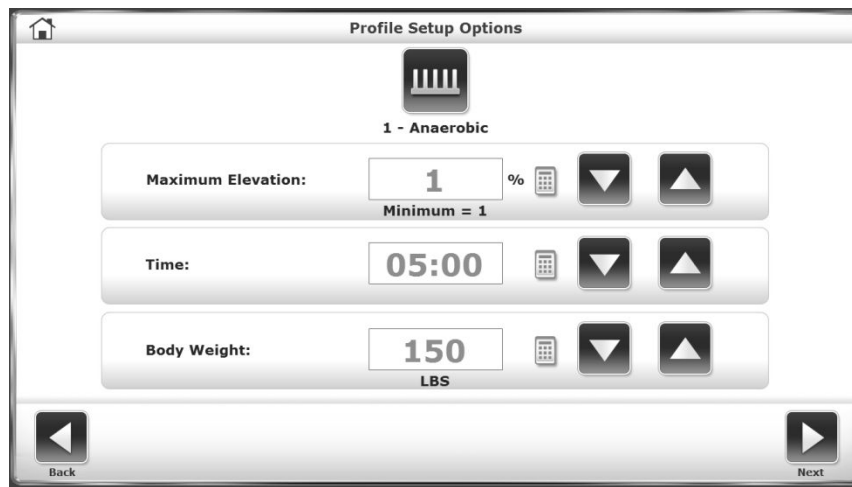 Profile Setup Options
1 - Anaerobic
Maximum Elevation:
1 %
Minimum = 1
Time:
05:00
Body Weight:
150
LBS
Back
Next